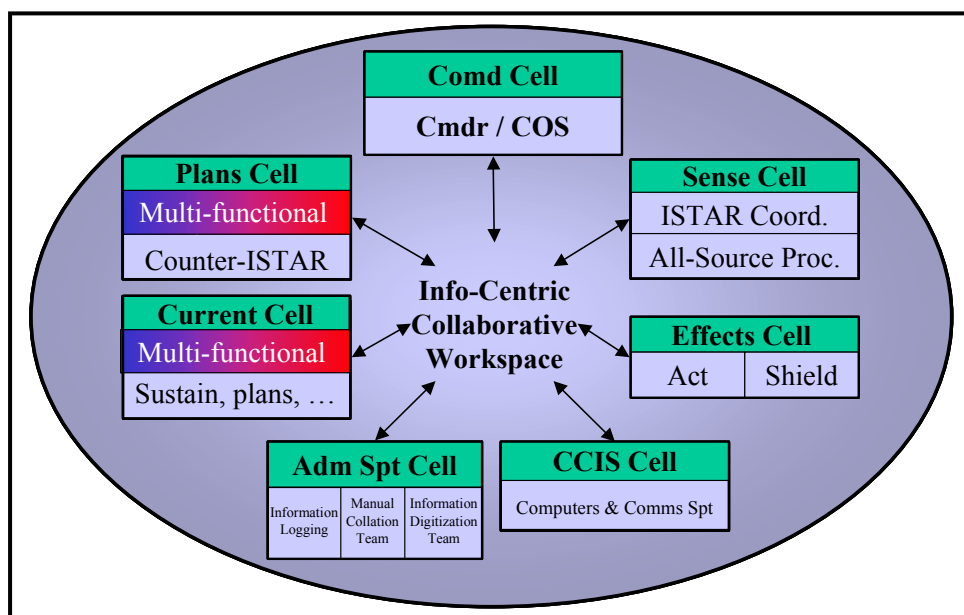 Comd Cell
Cmdr / COS
Plans Cell
Multi-functional
Counter-ISTAR
Sense Cell
ISTAR Coord.
All-Source Proc.
Info-Centric
Collaborative
Workspace
Current Cell
Multi-functional
Sustain, plans, …
Effects Cell
Act
Shield
Adm Spt Cell
Information
Logging
Manual
Collation
Team
Information
Digitization
Team
CCIS Cell
Computers & Comms Spt